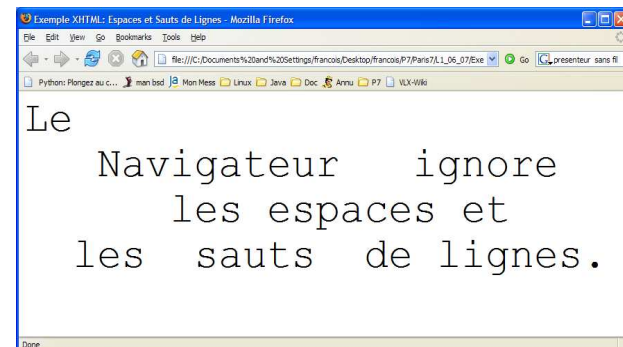 Exemple XHTML: Espaces et Sauts de Lignes - Mozilla Firefox
File Edit View Go Bookmarks Tools Help
file:///C:/Documents%20and%20Settings/francois/Desktop/francois/P7/Paris7/L1_06_07/Exe Go presenteur sans fil
Python: Plongez au c... man bsd Mon Mess Linux Java Doc Annu P7 VLX-Wiki
Le
Navigateur ignore
les espaces et
les sauts de lignes.
Done